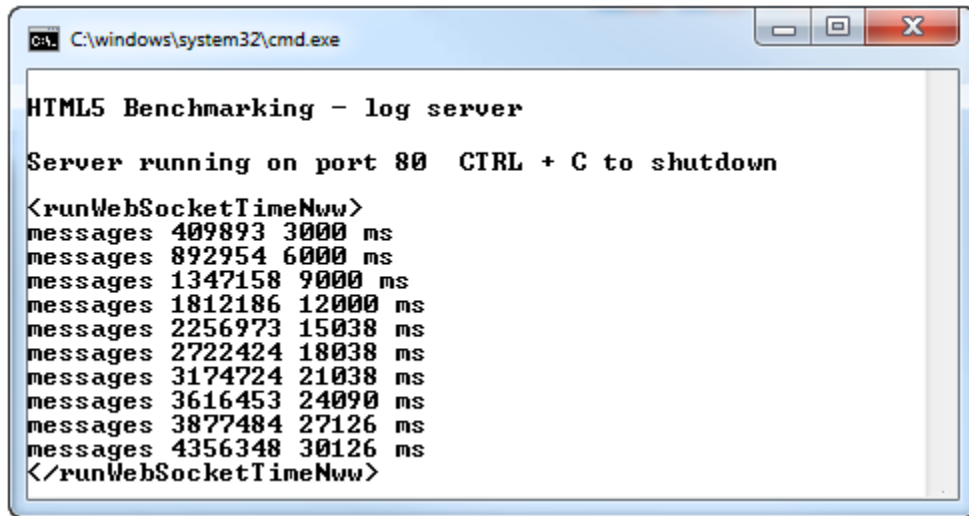 C:\windows\system32\cmd.exe
HTML5 Benchmarking - log server
Server running on port 80  CTRL + C to shutdown
<runWebSocketTimeNww>
messages 409893 3000 ms
messages 892954 6000 ms
messages 1347158 9000 ms
messages 1812186 12000 ms
messages 2256973 15038 ms
messages 2722424 18038 ms
messages 3174724 21038 ms
messages 3616453 24090 ms
messages 3877484 27126 ms
messages 4356348 30126 ms
</runWebSocketTimeNww>